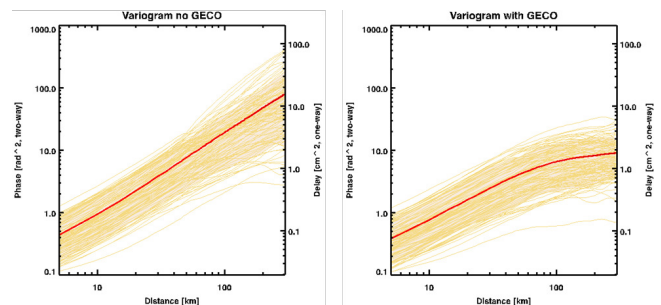 Variogram no GECO
1000.0
100.0
10.0
1.0
0.1
Phase [rad^2, two-way]
100.0
10.0
1.0
0.1
Delay [cm^2, one-way]
10
100
Distance [km]
Variogram with GECO
1000.0
100.0
10.0
1.0
0.1
Phase [rad^2, two-way]
100.0
10.0
1.0
0.1
Delay [cm^2, one-way]
10
100
Distance [km]